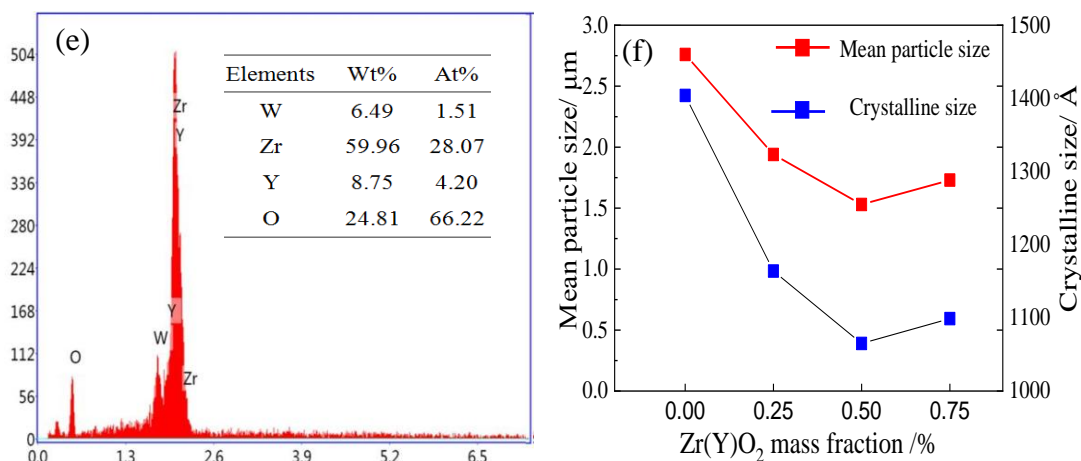 (e)
504
448
392
336
280
224
168
112
56
0
0.0 1.3 2.6 3.9 5.2 6.5
Zr
Y
Y
W
Zr
O
Elements Wt% At%
W 6.49 1.51
Zr 59.96 28.07
Y 8.75 4.20
O 24.81 66.22
(f)
Mean particle size
Crystalline size
Mean particle size/ μm
3.0
2.5
2.0
1.5
1.0
0.5
0.0
0.00 0.25 0.50 0.75
Zr(Y)O₂ mass fraction /%
1500
1400
1300
1200
1100
1000
Crystalline size/ Å